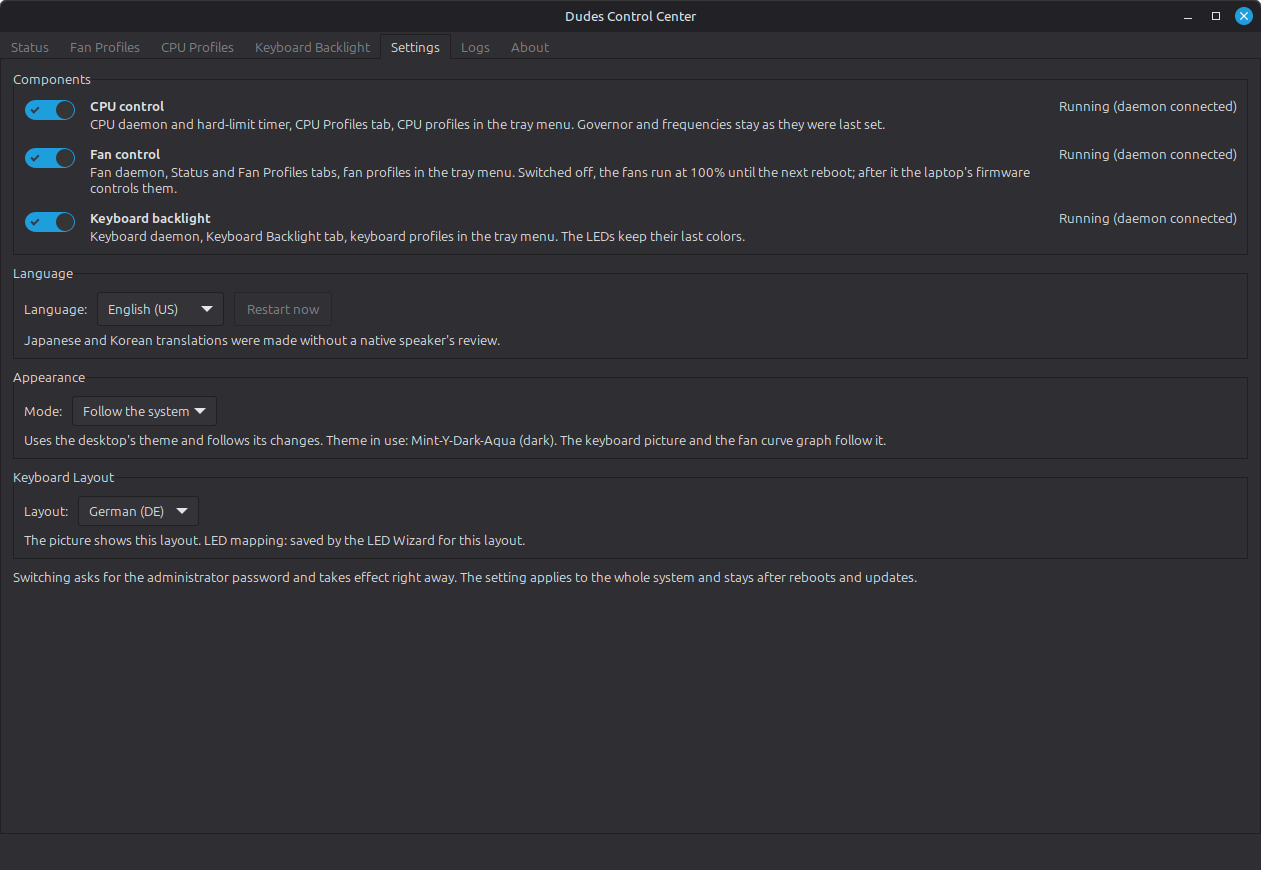 Dudes Control Center
Status
Fan Profiles
CPU Profiles
Keyboard Backlight
Settings
Logs
About
Components
CPU control
Running (daemon connected)
CPU daemon and hard-limit timer, CPU Profiles tab, CPU profiles in the tray menu. Governor and frequencies stay as they were last set.
Fan control
Running (daemon connected)
Fan daemon, Status and Fan Profiles tabs, fan profiles in the tray menu. Switched off, the fans run at 100% until the next reboot; after it the laptop's firmware
controls them.
Keyboard backlight
Running (daemon connected)
Keyboard daemon, Keyboard Backlight tab, keyboard profiles in the tray menu. The LEDs keep their last colors.
Language
Language:
English (US)
Restart now
Japanese and Korean translations were made without a native speaker's review.
Appearance
Mode:
Follow the system
Uses the desktop's theme and follows its changes. Theme in use: Mint-Y-Dark-Aqua (dark). The keyboard picture and the fan curve graph follow it.
Keyboard Layout
Layout:
German (DE)
The picture shows this layout. LED mapping: saved by the LED Wizard for this layout.
Switching asks for the administrator password and takes effect right away. The setting applies to the whole system and stays after reboots and updates.